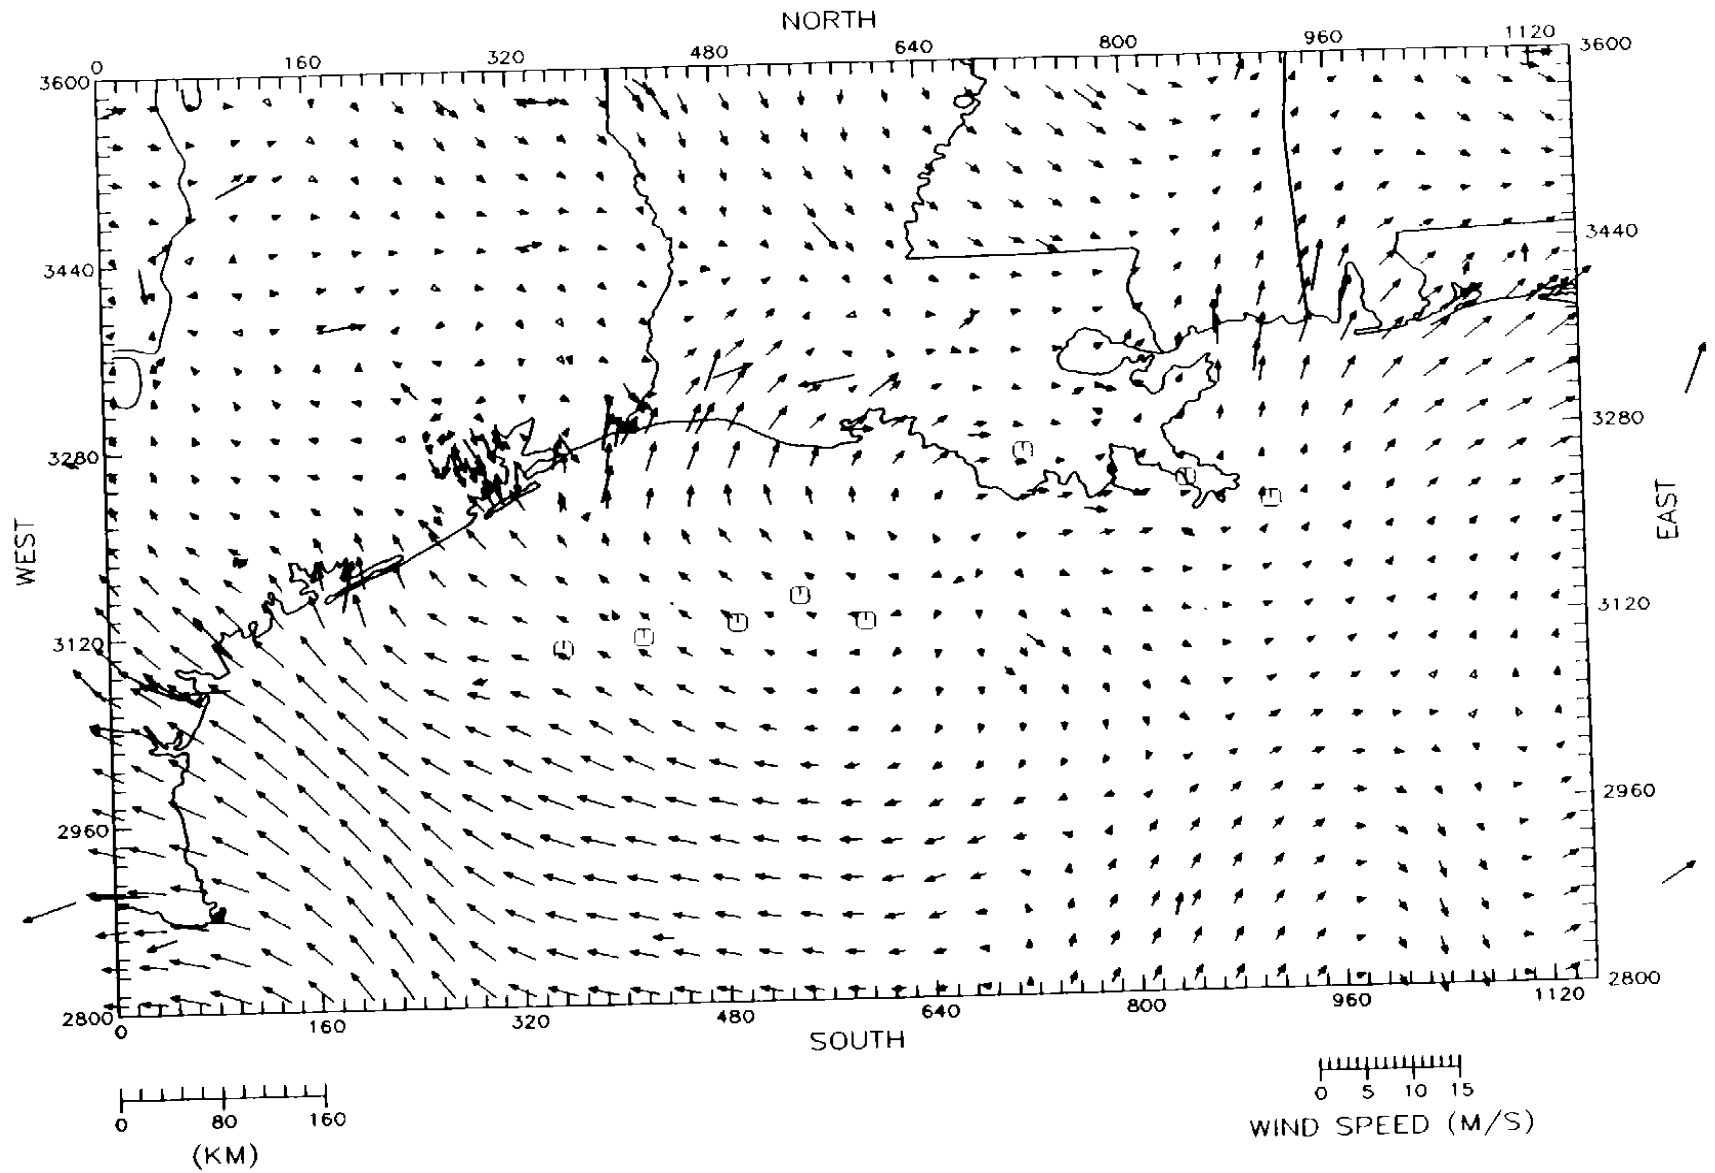 NORTH
0 160 320 480 640 800 960 1120
3600 3600
3440 3440
3280 3280
WEST EAST
3120 3120
2960 2960
2800 2800
0 160 320 480 640 800 960 1120
SOUTH
0 80 160
(KM)
0 5 10 15
WIND SPEED (M/S)